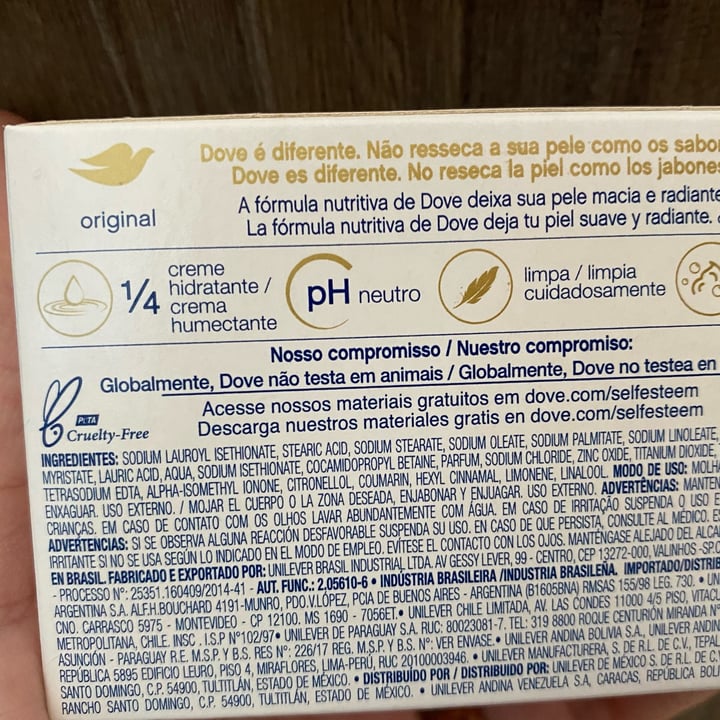 Dove é diferente. Não resseca a sua pele como os
Dove es diferente. No reseca la piel como los jabones
original
A fórmula nutritiva de Dove deixa sua pele macia e radiante
La fórmula nutritiva de Dove deja tu piel suave y radiante.
1/4 creme
hidratante /
crema
humectante
pH neutro
limpa / limpia
cuidadosamente
Nosso compromisso / Nuestro compromiso:
Globalmente, Dove não testa em animais / Globalmente, Dove no testea en
Acesse nossos materiais gratuitos em dove.com/selfesteem
Descarga nuestros materiales gratis en dove.com/selfesteem
PETA
Cruelty-Free
INGREDIENTES: SODIUM LAUROYL ISETHIONATE, STEARIC ACID, SODIUM STEARATE, SODIUM OLEATE, SODIUM PALMITATE, SODIUM LINOLEATE,
MYRISTATE, LAURIC ACID, AQUA, SODIUM ISETHIONATE, COCAMIDOPROPYL BETAINE, PARFUM, SODIUM CHLORIDE, ZINC OXIDE, TITANIUM DIOXIDE,
TETRASODIUM EDTA, ALPHA-ISOMETHYL IONONE, CITRONELLOL, COUMARIN, HEXYL CINNAMAL, LIMONENE, LINALOOL. MODO DE USO:
ENXAGUAR. USO EXTERNO. / MOJAR EL CUERPO O LA ZONA DESEADA, ENJABONAR Y ENJUAGAR. USO EXTERNO. ADVERTÊNCIAS:
CRIANÇAS. EM CASO DE CONTATO COM OS OLHOS LAVAR ABUNDANTEMENTE COM ÁGUA. EM CASO DE IRRITAÇÃO SUSPENDA O USO E
ADVERTENCIAS: SI SE OBSERVA ALGUNA REACCIÓN DESFAVORABLE SUSPENDA SU USO. EN CASO DE QUE PERSISTA, CONSULTE AL MÉDICO.
IRRITANTE SI NO SE USA SEGÚN LO INDICADO EN EL MODO DE EMPLEO. EVÍTESE EL CONTACTO CON LOS OJOS. MANTÉNGASE ALEJADO DEL
EN BRASIL. FABRICADO E EXPORTADO POR: UNILEVER BRASIL INDUSTRIAL LTDA. AV GESSY LEVER, 99 - CENTRO, CEP 13272-000, VALINHOS -
- PROCESSO Nº: 25351.160409/2014-41 - AUT. FUNC.: 2.05610-6 • INDÚSTRIA BRASILEIRA /INDUSTRIA BRASILEÑA.
ARGENTINA S.A. ALF.H.BOUCHARD 4191-MUNRO, PDO.V.LÓPEZ, PCIA DE BUENOS AIRES - ARGENTINA (B1605BNA) RMSAS 155/98 LEG. 730. •
CNO. CARRASCO 5975 - MONTEVIDEO - CP 12100. MS 1690 - 7056ET• UNILEVER CHILE LIMITADA, AV. LAS CONDES 11000 4/5 PISO,
METROPOLITANA, CHILE. INSC . I.S.P Nº102/97• UNILEVER DE PARAGUAY S.A. RUC: 80023081-7. TEL: 319 8800 ROQUE CENTURIÓN MIRANDA
ASUNCIÓN - PARAGUAY R.E. M.S.P.Y B.S. RES Nº: 226/17 REG. M.S.P.Y B.S. Nº: VER ENVASE.• UNILEVER ANDINA BOLIVIA S.A., UNILEVER
REPÚBLICA 5895 EDIFICIO LEURO, PISO 4, MIRAFLORES, LIMA-PERÚ, RUC 20100003946. • UNILEVER MANUFACTURERA, S. DE R.L. DE C.V.,
SANTO DOMINGO, C.P. 54900, TULTITLÁN, ESTADO DE MÉXICO. • DISTRIBUÍDO POR / DISTRIBUIDO POR: UNILEVER DE MÉXICO S. DE R.L. DE
RANCHO SANTO DOMINGO, C.P. 54900, TULTITLÁN, ESTADO DE MÉXICO. • UNILEVER ANDINA VENEZUELA S.A, CARACAS, REPÚBLICA